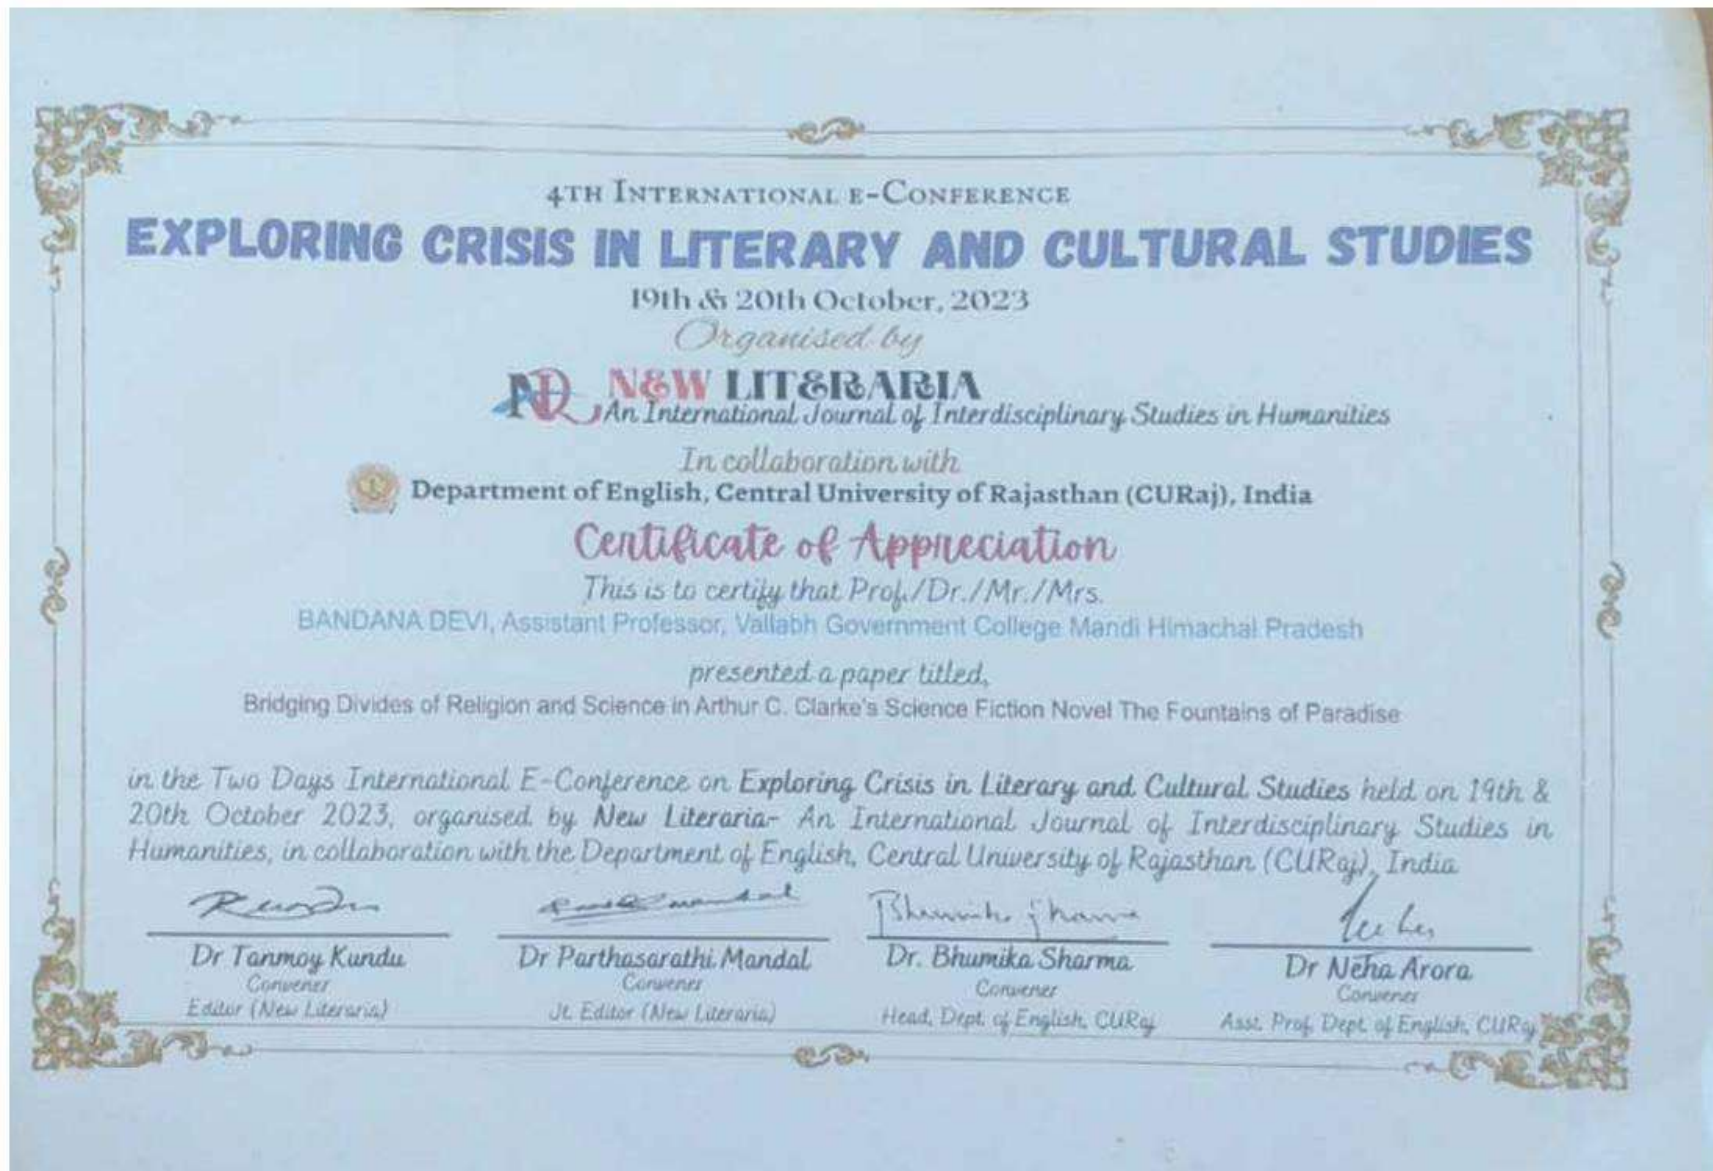 4TH INTERNATIONAL E-CONFERENCE
EXPLORING CRISIS IN LITERARY AND CULTURAL STUDIES
19th & 20th October, 2023
Organised by
NEW LITERARIA
An International Journal of Interdisciplinary Studies in Humanities
In collaboration with
Department of English, Central University of Rajasthan (CURaj), India
Certificate of Appreciation
This is to certify that Prof./Dr./Mr./Mrs.
BANDANA DEVI, Assistant Professor, Vallabh Government College Mandi Himachal Pradesh
presented a paper titled,
Bridging Divides of Religion and Science in Arthur C. Clarke's Science Fiction Novel The Fountains of Paradise
in the Two Days International E-Conference on Exploring Crisis in Literary and Cultural Studies held on 19th &
20th October 2023, organised by New Literaria- An International Journal of Interdisciplinary Studies in
Humanities, in collaboration with the Department of English, Central University of Rajasthan (CURaj), India
Dr Tanmoy Kundu
Convener
Editor (New Literaria)
Dr Parthasarathi Mandal
Convener
Jt. Editor (New Literaria)
Bhumika Sharma
Dr. Bhumika Sharma
Convener
Head, Dept. of English, CURaj
Dr Neha Arora
Convener
Asst. Prof, Dept. of English, CURaj